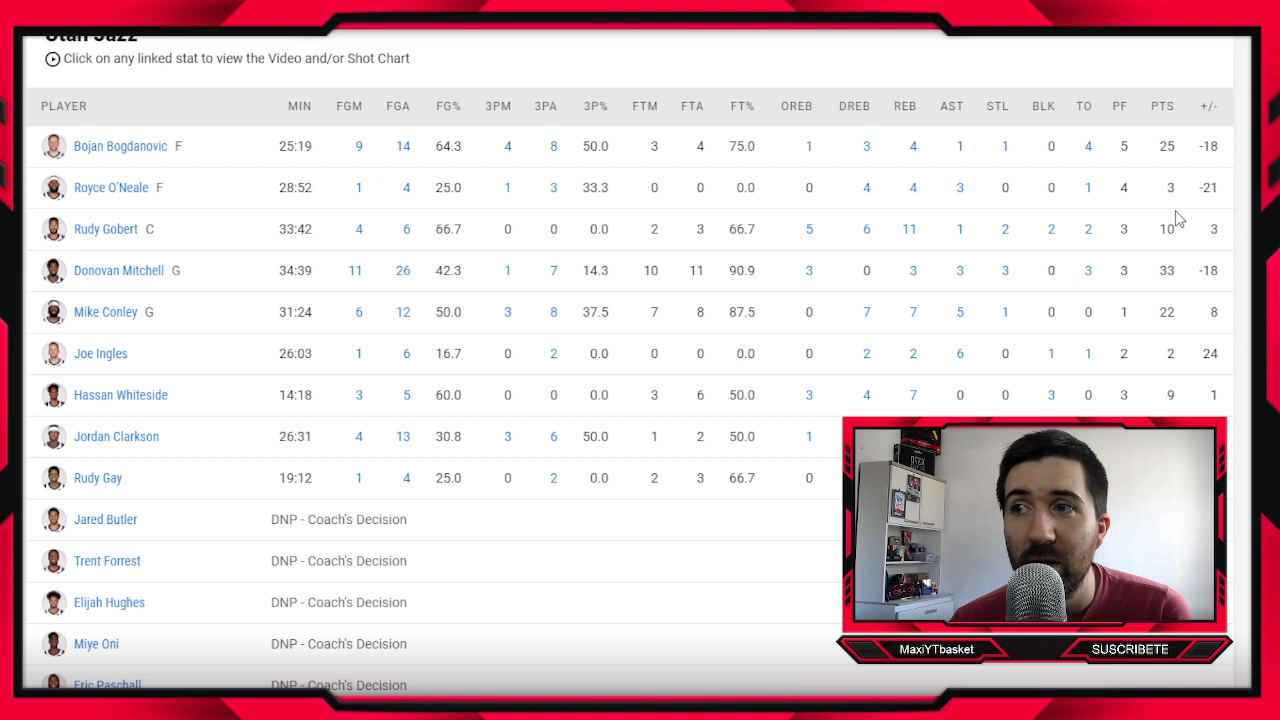 Utah Jazz
Click on any linked stat to view the Video and/or Shot Chart
PLAYER MIN FGM FGA FG% 3PM 3PA 3P% FTM FTA FT% OREB DREB REB AST STL BLK TO PF PTS +/-
Bojan Bogdanovic F 25:19 9 14 64.3 4 8 50.0 3 4 75.0 1 3 4 1 1 0 4 5 25 -18
Royce O'Neale F 28:52 1 4 25.0 1 3 33.3 0 0 0.0 0 4 4 3 0 0 1 4 3 -21
Rudy Gobert C 33:42 4 6 66.7 0 0 0.0 2 3 66.7 5 6 11 1 2 2 2 3 10 3
Donovan Mitchell G 34:39 11 26 42.3 1 7 14.3 10 11 90.9 3 0 3 3 3 0 3 3 33 -18
Mike Conley G 31:24 6 12 50.0 3 8 37.5 7 8 87.5 0 7 7 5 1 0 0 1 22 8
Joe Ingles 26:03 1 6 16.7 0 2 0.0 0 0 0.0 0 2 2 6 0 1 1 2 2 24
Hassan Whiteside 14:18 3 5 60.0 0 0 0.0 3 6 50.0 3 4 7 0 0 3 0 3 9 1
Jordan Clarkson 26:31 4 13 30.8 3 6 50.0 1 2 50.0 1
Rudy Gay 19:12 1 4 25.0 0 2 0.0 2 3 66.7 0
Jared Butler DNP - Coach's Decision
Trent Forrest DNP - Coach's Decision
Elijah Hughes DNP - Coach's Decision
Miye Oni DNP - Coach's Decision
Eric Paschall DNP - Coach's Decision
MaxiYTbasket
SUSCRIBETE